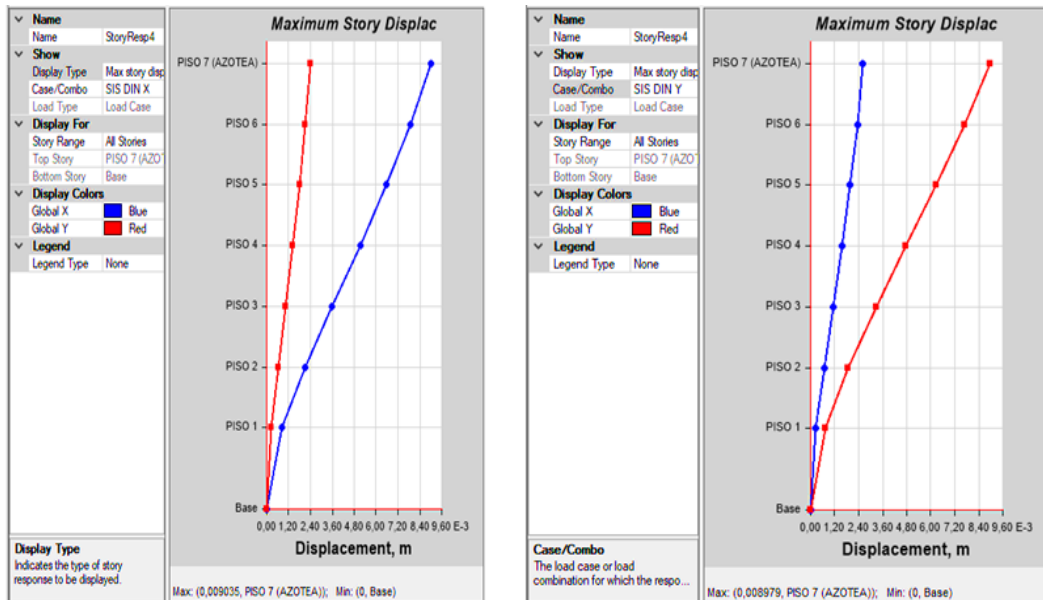 Name
Name StoryResp4
Show
Display Type Max story disp
Case/Combo SIS DIN X
Load Type Load Case
Display For
Story Range All Stories
Top Story PISO 7 (AZOT
Bottom Story Base
Display Colors
Global X Blue
Global Y Red
Legend
Legend Type None
Display Type
Indicates the type of story
response to be displayed.
Maximum Story Displac
PISO 7 (AZOTEA)
PISO 6
PISO 5
PISO 4
PISO 3
PISO 2
PISO 1
Base
0,00 1,20 2,40 3,60 4,80 6,00 7,20 8,40 9,60 E-3
Displacement, m
Max: (0,009035, PISO 7 (AZOTEA)); Min: (0, Base)
Name
Name StoryResp4
Show
Display Type Max story disp
Case/Combo SIS DIN Y
Load Type Load Case
Display For
Story Range All Stories
Top Story PISO 7 (AZOT
Bottom Story Base
Display Colors
Global X Blue
Global Y Red
Legend
Legend Type None
Case/Combo
The load case or load
combination for which the respo...
Maximum Story Displac
PISO 7 (AZOTEA)
PISO 6
PISO 5
PISO 4
PISO 3
PISO 2
PISO 1
Base
0,00 1,20 2,40 3,60 4,80 6,00 7,20 8,40 9,60 E-3
Displacement, m
Max: (0,008979, PISO 7 (AZOTEA)); Min: (0, Base)